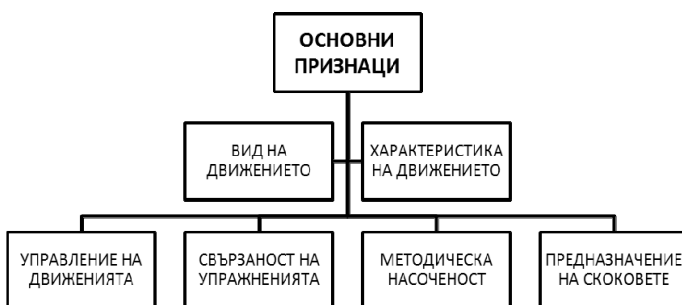 ОСНОВНИ
ПРИЗНАЦИ
ВИД НА
ДВИЖЕНИЕТО
ХАРАКТЕРИСТИКА
НА ДВИЖЕНИЕТО
УПРАВЛЕНИЕ НА
ДВИЖЕНИЯТА
СВЪРЗАНОСТ НА
УПРАЖНЕНИЯТА
МЕТОДИЧЕСКА
НАСОЧЕНОСТ
ПРЕДНАЗНАЧЕНИЕ
НА СКОКОВЕТЕ